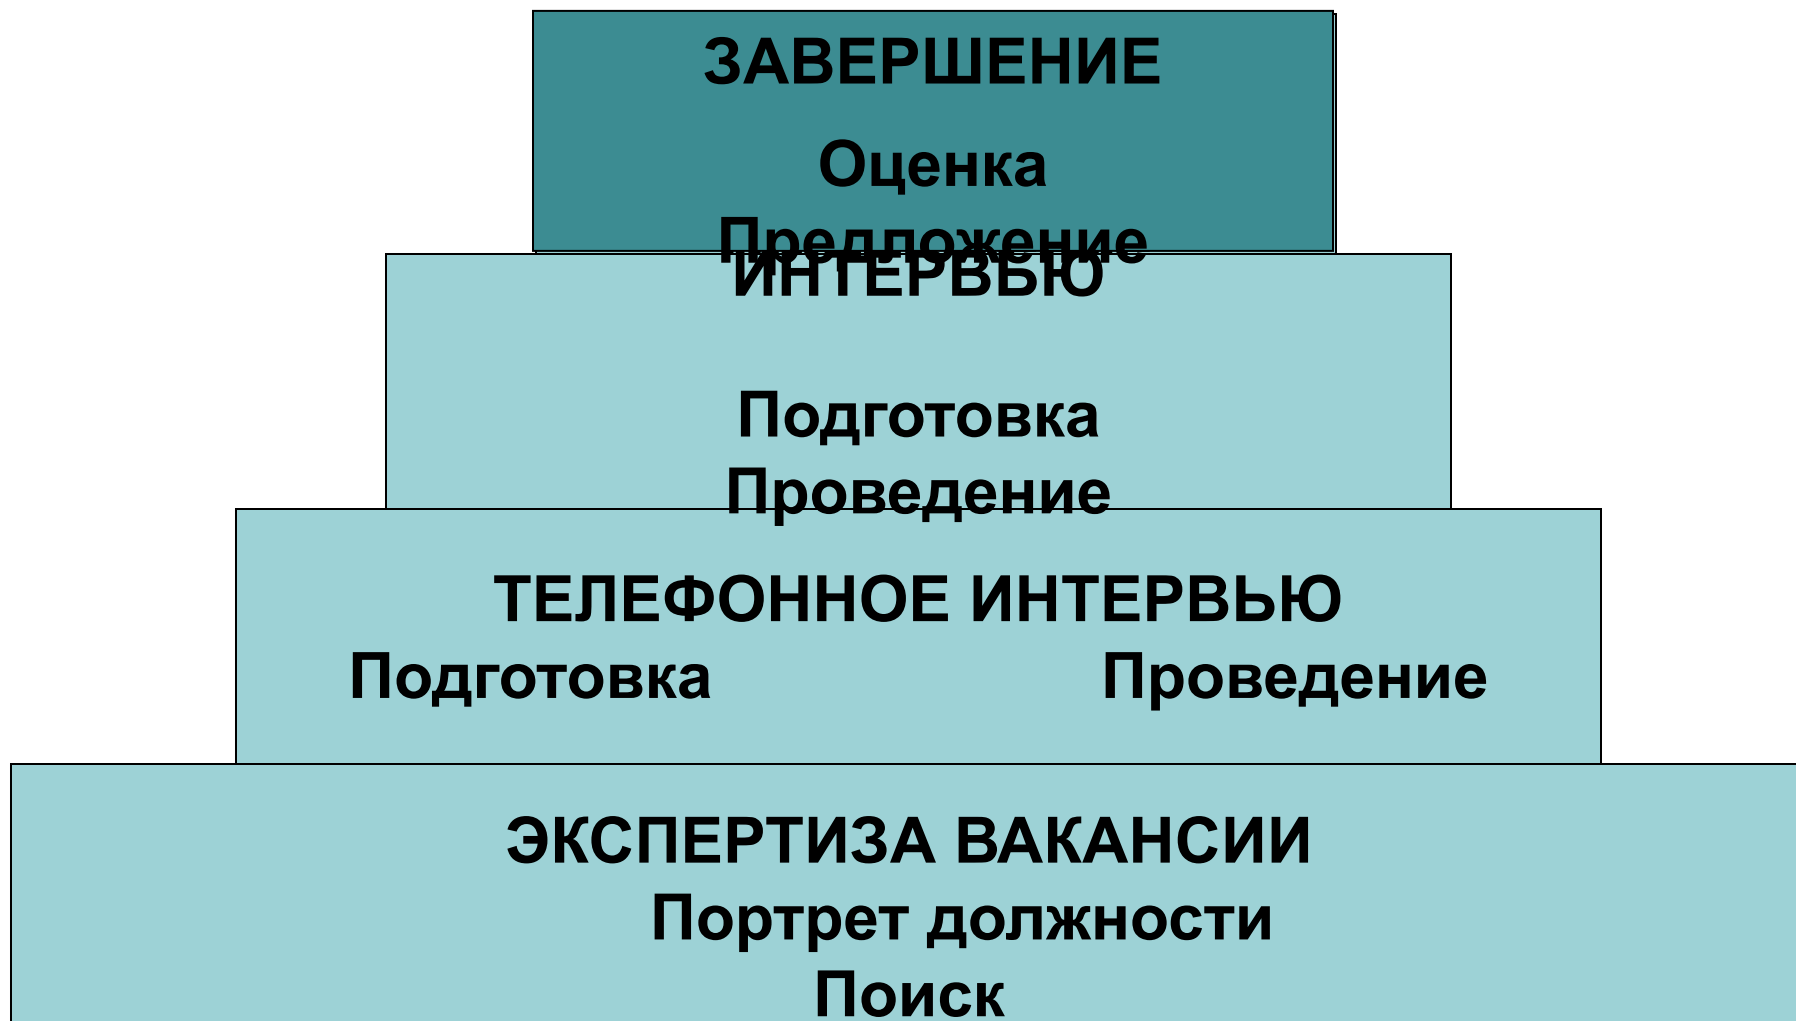 ЗАВЕРШЕНИЕ
Оценка
Предложение
ИНТЕРВЬЮ
Подготовка
Проведение
ТЕЛЕФОННОЕ ИНТЕРВЬЮ
Подготовка Проведение
ЭКСПЕРТИЗА ВАКАНСИИ
Портрет должности
Поиск